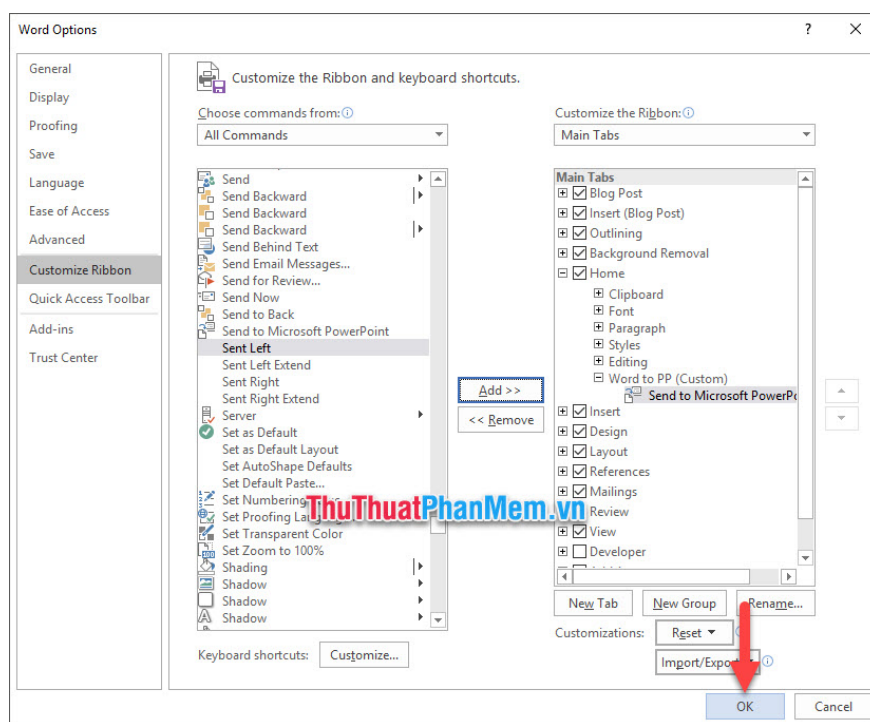 Word Options
General
Display
Proofing
Save
Language
Ease of Access
Advanced
Customize Ribbon
Quick Access Toolbar
Add-ins
Trust Center
Customize the Ribbon and keyboard shortcuts.
Choose commands from:
All Commands
Send
Send Backward
Send Backward
Send Backward
Send Behind Text
Send Email Messages...
Send for Review...
Send Now
Send to Back
Send to Microsoft PowerPoint
Sent Left
Sent Left Extend
Sent Right
Sent Right Extend
Server
Set as Default
Set as Default Layout
Set AutoShape Defaults
Set Default Paste...
Set Numbering
Set Proofing
Set Transparent Color
Set Zoom to 100%
Shading
Shadow
Shadow
Shadow
Keyboard shortcuts: Customize...
Add >>
<< Remove
Customize the Ribbon:
Main Tabs
Main Tabs
Blog Post
Insert (Blog Post)
Outlining
Background Removal
Home
Clipboard
Font
Paragraph
Styles
Editing
Word to PP (Custom)
Send to Microsoft PowerPo
Insert
Design
Layout
References
Mailings
Review
View
Developer
New Tab New Group Rename...
Customizations: Reset
Import/Export
OK Cancel
ThuThuatPhanMem.vn